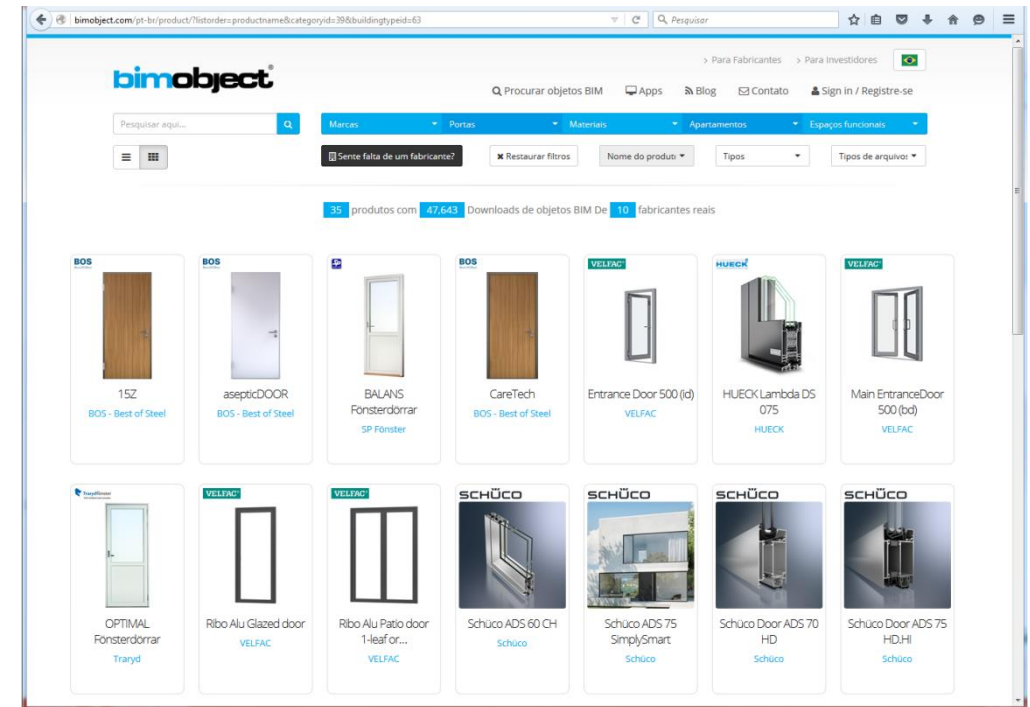 bimobject.com/pt-br/product/?listorder=productname&categoryid=39&buildingtypeid=63
Pesquisar
> Para Fabricantes > Para Investidores
bimobject®
Procurar objetos BIM Apps Blog Contato Sign in / Registre-se
Pesquisar aqui...
Marcas Portas Materiais Apartamentos Espaços funcionais
Sente falta de um fabricante? Restaurar filtros Nome do produt Tipos Tipos de arquivo
35 produtos com 47,643 Downloads de objetos BIM De 10 fabricantes reais
BOS BOS SP BOS VELFAC HUECK VELFAC
15Z asepticDOOR BALANS CareTech Entrance Door 500 (id) HUECK Lambda DS Main EntranceDoor
Fönsterdörrar 075 500 (bd)
BOS - Best of Steel BOS - Best of Steel SP Fönster BOS - Best of Steel VELFAC HUECK VELFAC
TrarydFönster VELFAC VELFAC SCHÜCO SCHÜCO SCHÜCO SCHÜCO
OPTIMAL Ribo Alu Glazed door Ribo Alu Patio door Schüco ADS 60 CH Schüco ADS 75 Schüco Door ADS 70 Schüco Door ADS 75
Fönsterdörrar 1-leaf or... SimplySmart HD HD.HI
Traryd VELFAC VELFAC Schüco Schüco Schüco Schüco